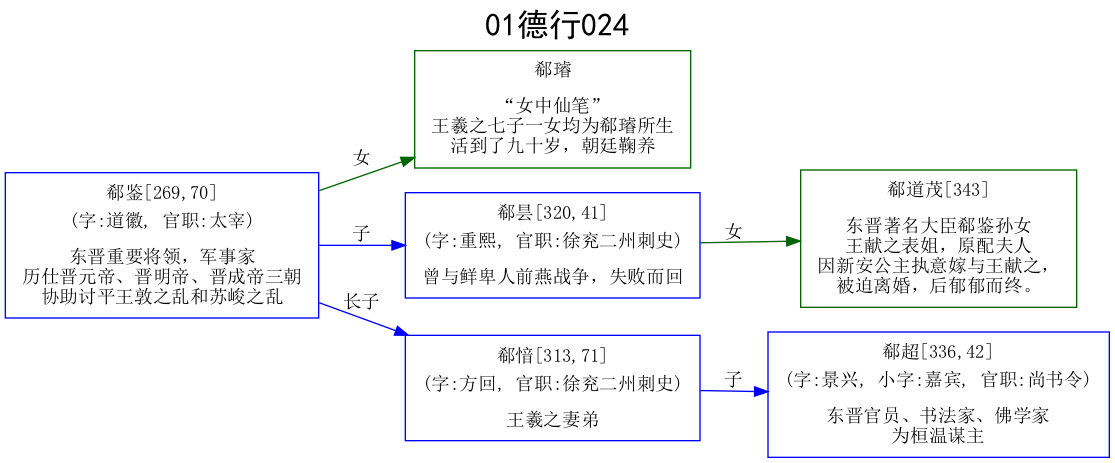 01德行024
郗璿
“女中仙笔”
王羲之七子一女均为郗璿所生
活到了九十岁，朝廷鞠养
女
郗鉴[269,70]
(字:道徽, 官职:太宰)
东晋重要将领，军事家
历仕晋元帝、晋明帝、晋成帝三朝
协助讨平王敦之乱和苏峻之乱
子
郗昙[320,41]
(字:重熙, 官职:徐兖二州刺史)
曾与鲜卑人前燕战争，失败而回
女
郗道茂[343]
东晋著名大臣郗鉴孙女
王献之表姐，原配夫人
因新安公主执意嫁与王献之，
被迫离婚，后郁郁而终。
长子
郗愔[313,71]
(字:方回, 官职:徐兖二州刺史)
王羲之妻弟
子
郗超[336,42]
(字:景兴, 小字:嘉宾, 官职:尚书令)
东晋官员、书法家、佛学家
为桓温谋主